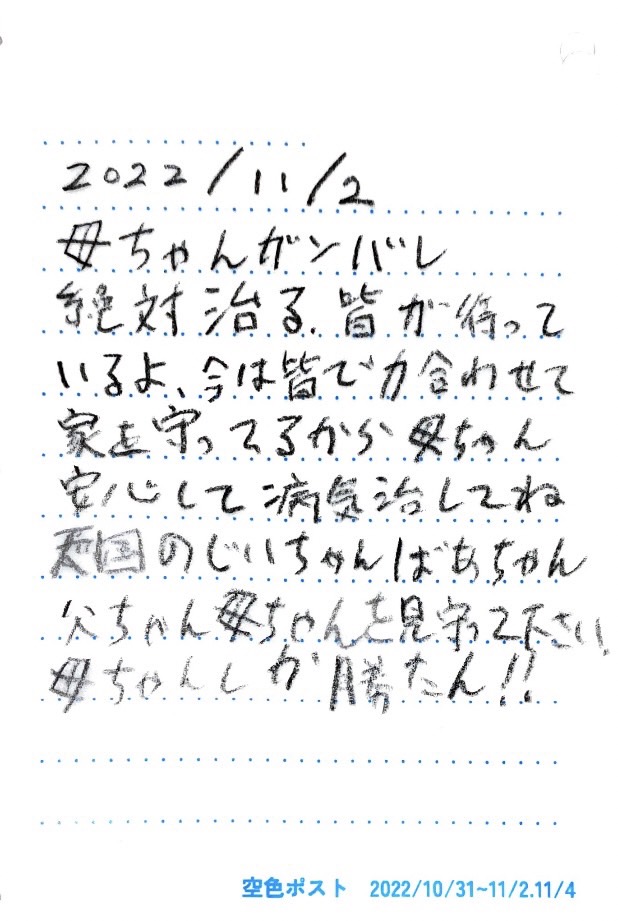 2022/11/2
母ちゃんガンバレ
絶対治る、皆が待って
いるよ、今は皆で力合わせて
家を守ってるから母ちゃん
安心して病気治してね
天国のじいちゃんばあちゃん
父ちゃん母ちゃんを見守って下さい、
母ちゃんしか勝たん!!
空色ポスト 2022/10/31~11/2.11/4